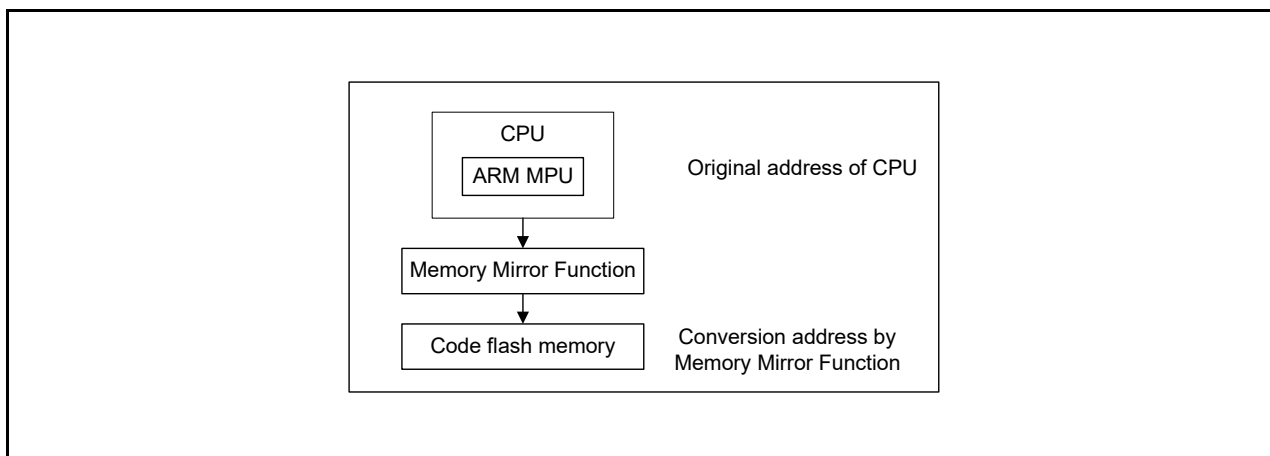 CPU
ARM MPU
Original address of CPU
Memory Mirror Function
Code flash memory
Conversion address by
Memory Mirror Function